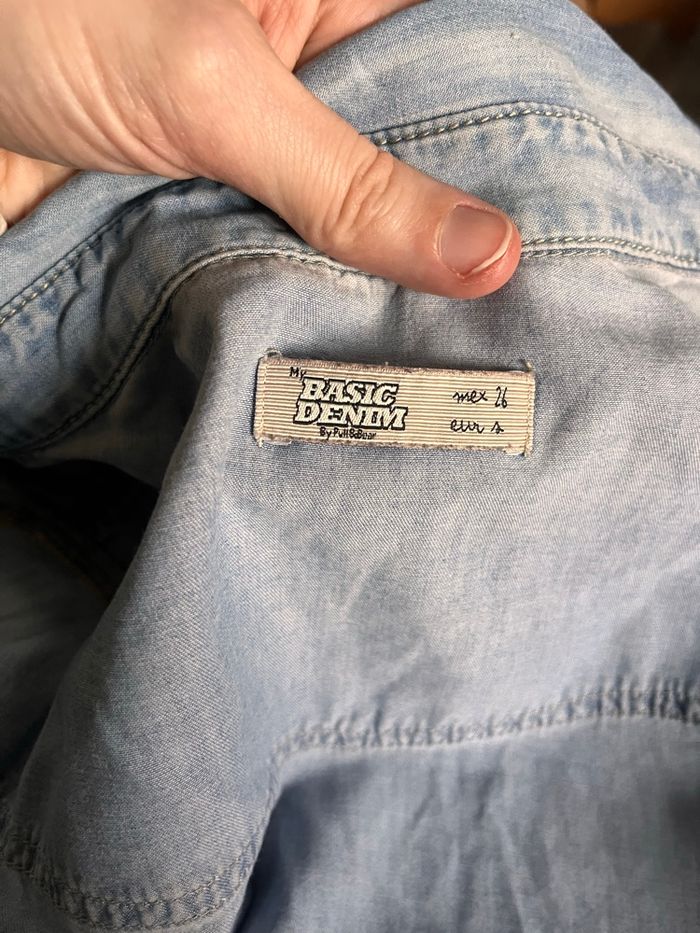 My
BASIC
DENIM
By Pull&Bear
mex 26
eur s